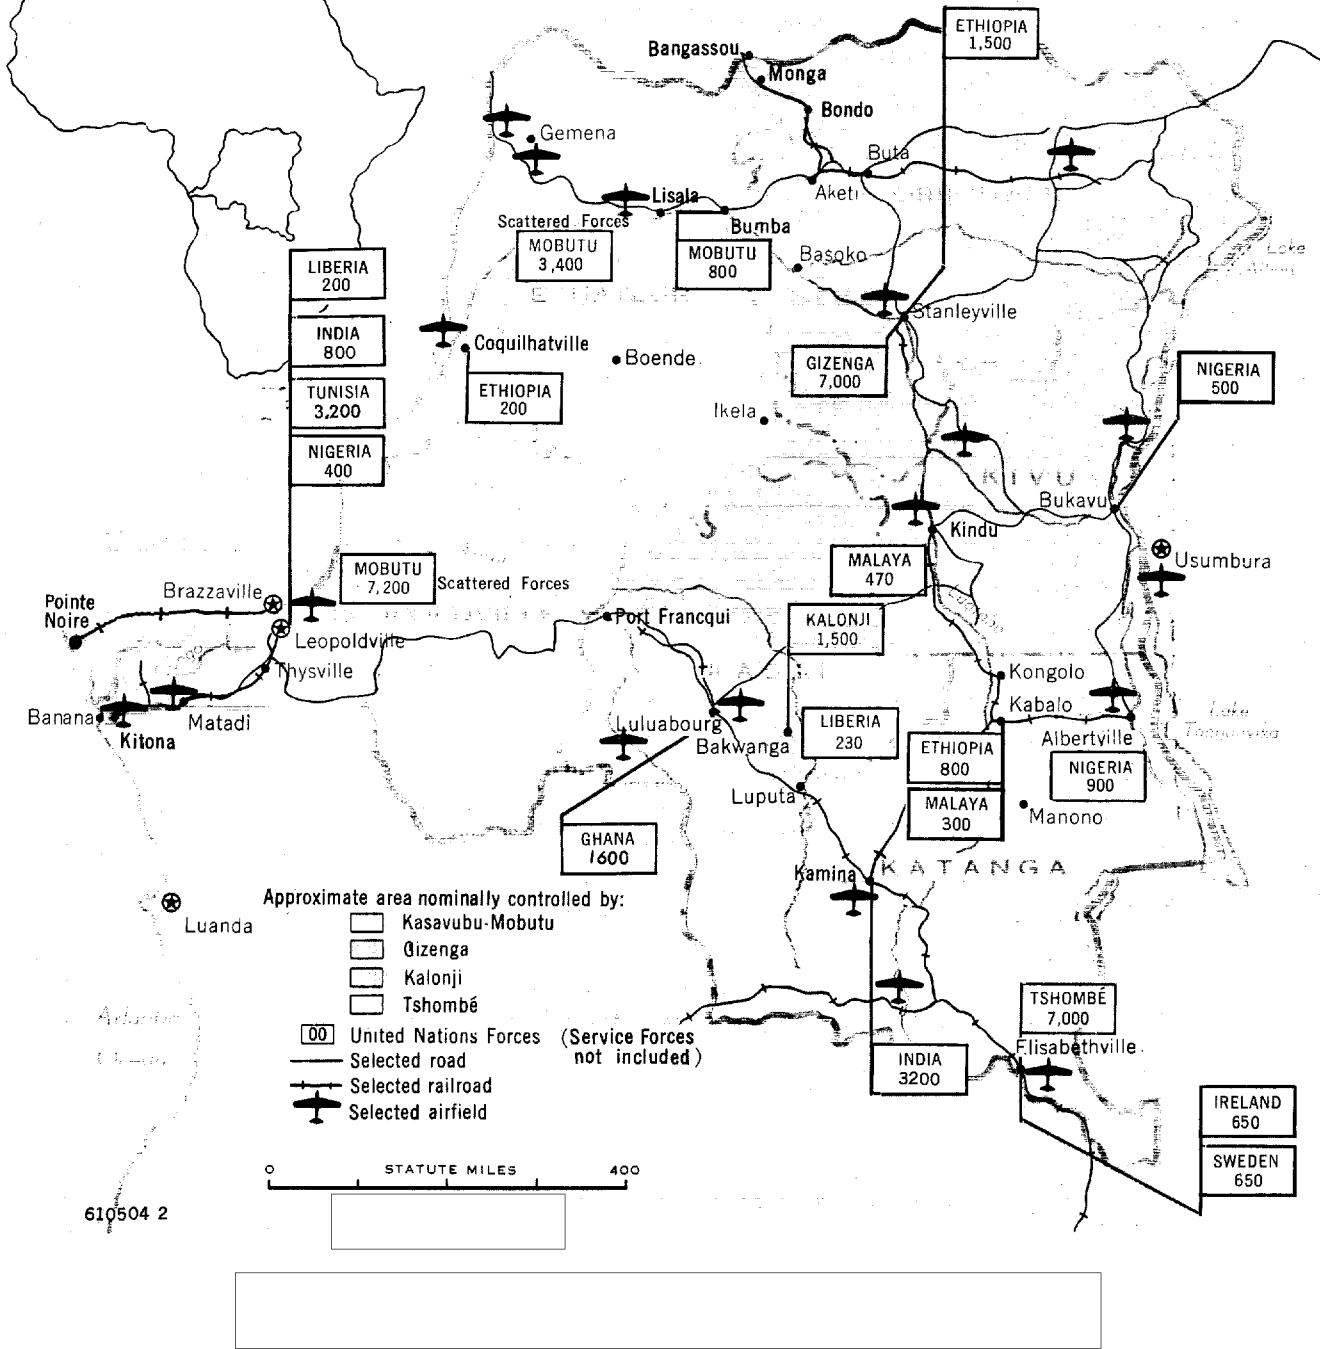 ETHIOPIA
1,500
Bangassou
Monga
Bondo
Gemena
Buta
Aketi
Lisala
Scattered Forces
Bumba
MOBUTU
3,400
MOBUTU
800
Basoko
Lake
LIBERIA
200
INDIA
800
TUNISIA
3,200
NIGERIA
400
Coquilhatville
ETHIOPIA
200
Boende
Stanleyville
GIZENGA
7,000
NIGERIA
500
Ikela
KIVU
Bukavu
Kindu
MALAYA
470
Usumbura
MOBUTU
7,200
Scattered Forces
Brazzaville
Pointe
Noire
Leopoldville
Thysville
Port Francqui
KALONJI
1,500
Kongolo
Kabalo
Banana
Kitona
Matadi
Luluabourg
Bakwanga
LIBERIA
230
ETHIOPIA
800
MALAYA
300
Albertville
NIGERIA
900
Lake
Tanganyika
Luputa
Manono
GHANA
1600
Kamina
KATANGA
Luanda
Approximate area nominally controlled by:
Kasavubu-Mobutu
Gizenga
Kalonji
Tshombé
00 United Nations Forces (Service Forces
not included)
Selected road
Selected railroad
Selected airfield
Atlantic
TSHOMBÉ
7,000
Elisabethville
INDIA
3200
IRELAND
650
SWEDEN
650
0 STATUTE MILES 400
610504 2